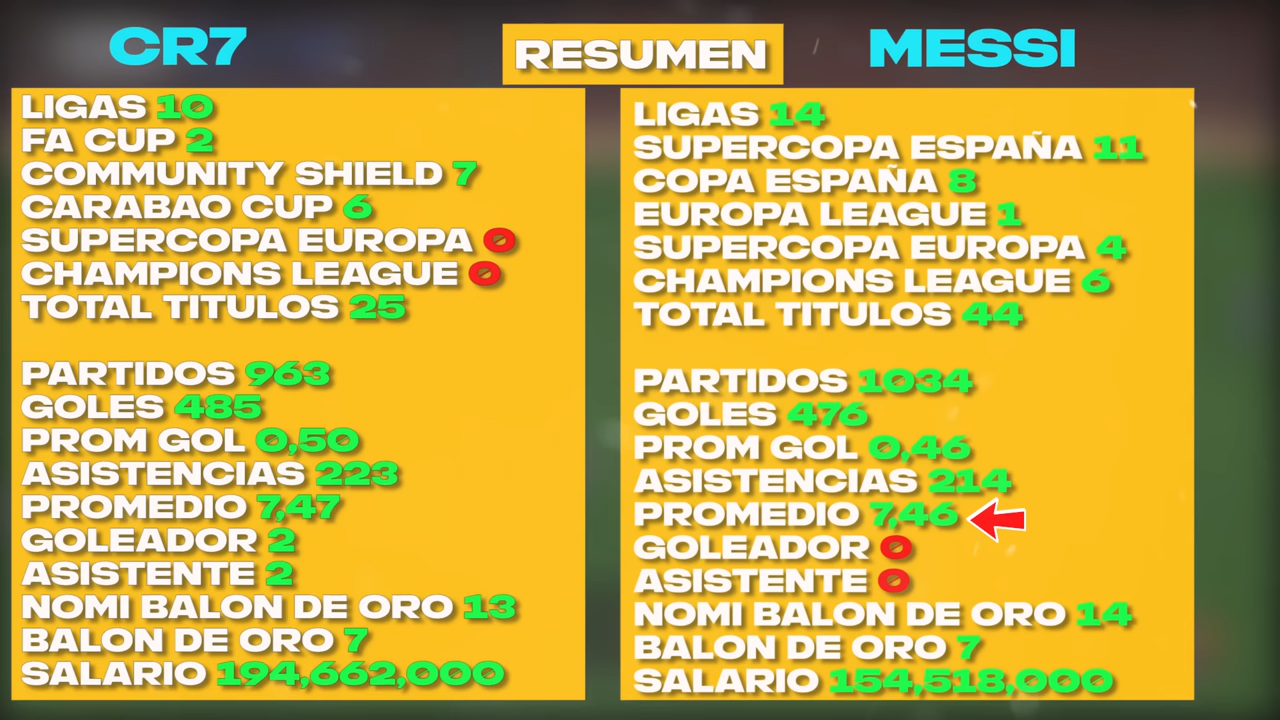 CR7
RESUMEN
MESSI
LIGAS 10
FA CUP 2
COMMUNITY SHIELD 7
CARABAO CUP 6
SUPERCOPA EUROPA 0
CHAMPIONS LEAGUE 0
TOTAL TITULOS 25
PARTIDOS 963
GOLES 485
PROM GOL 0,50
ASISTENCIAS 223
PROMEDIO 7,47
GOLEADOR 2
ASISTENTE 2
NOMI BALON DE ORO 13
BALON DE ORO 7
SALARIO 194,662,000
LIGAS 14
SUPERCOPA ESPAÑA 11
COPA ESPAÑA 8
EUROPA LEAGUE 1
SUPERCOPA EUROPA 4
CHAMPIONS LEAGUE 6
TOTAL TITULOS 44
PARTIDOS 1034
GOLES 476
PROM GOL 0,46
ASISTENCIAS 214
PROMEDIO 7,46
GOLEADOR 0
ASISTENTE 0
NOMI BALON DE ORO 14
BALON DE ORO 7
SALARIO 154,518,000